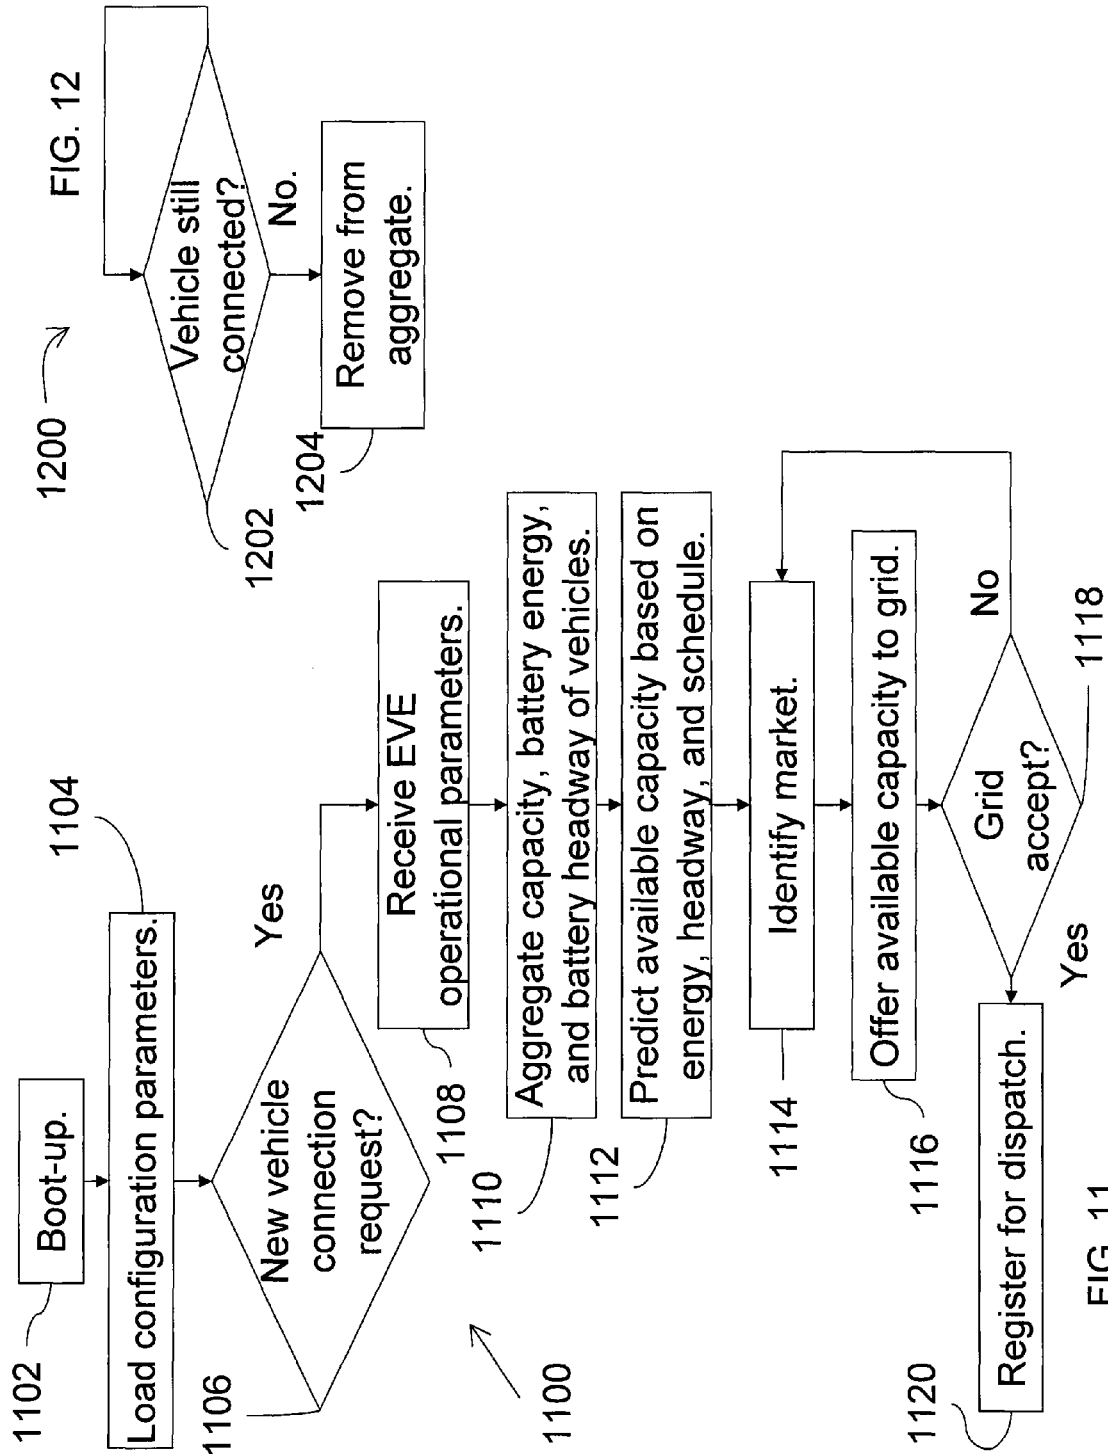 1102
Boot-up.
1104
Load configuration parameters.
1106
New vehicle
connection
request?
Yes
1108
Receive EVE
operational parameters.
1110
Aggregate capacity, battery energy,
and battery headway of vehicles.
1112
Predict available capacity based on
energy, headway, and schedule.
1114
Identify market.
1116
Offer available capacity to grid.
Grid
accept?
No
1118
Yes
1120
Register for dispatch.
1100
FIG. 11
1200
FIG. 12
1202
Vehicle still
connected?
No.
1204
Remove from
aggregate.